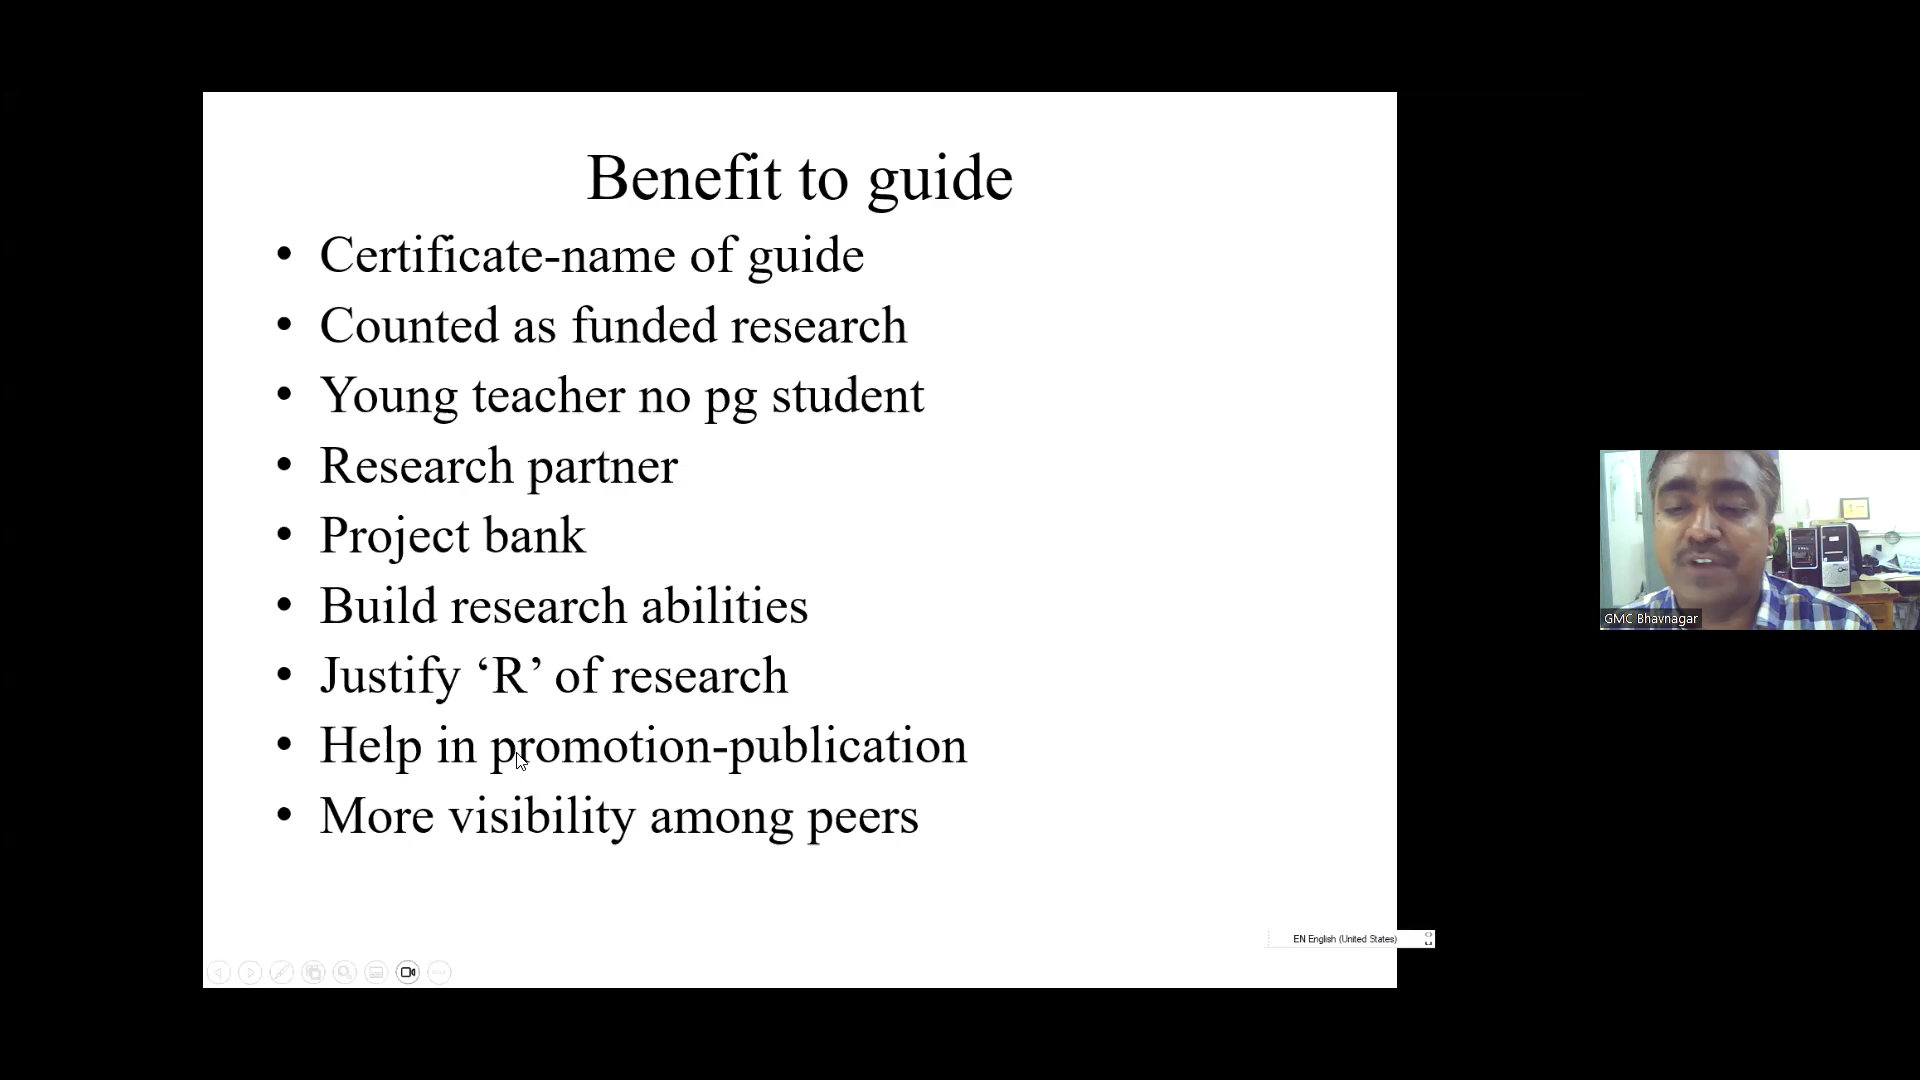 Benefit to guide
• Certificate-name of guide
• Counted as funded research
• Young teacher no pg student
• Research partner
• Project bank
• Build research abilities
• Justify ‘R’ of research
• Help in promotion-publication
• More visibility among peers
GMC Bhavnagar
EN English (United States)